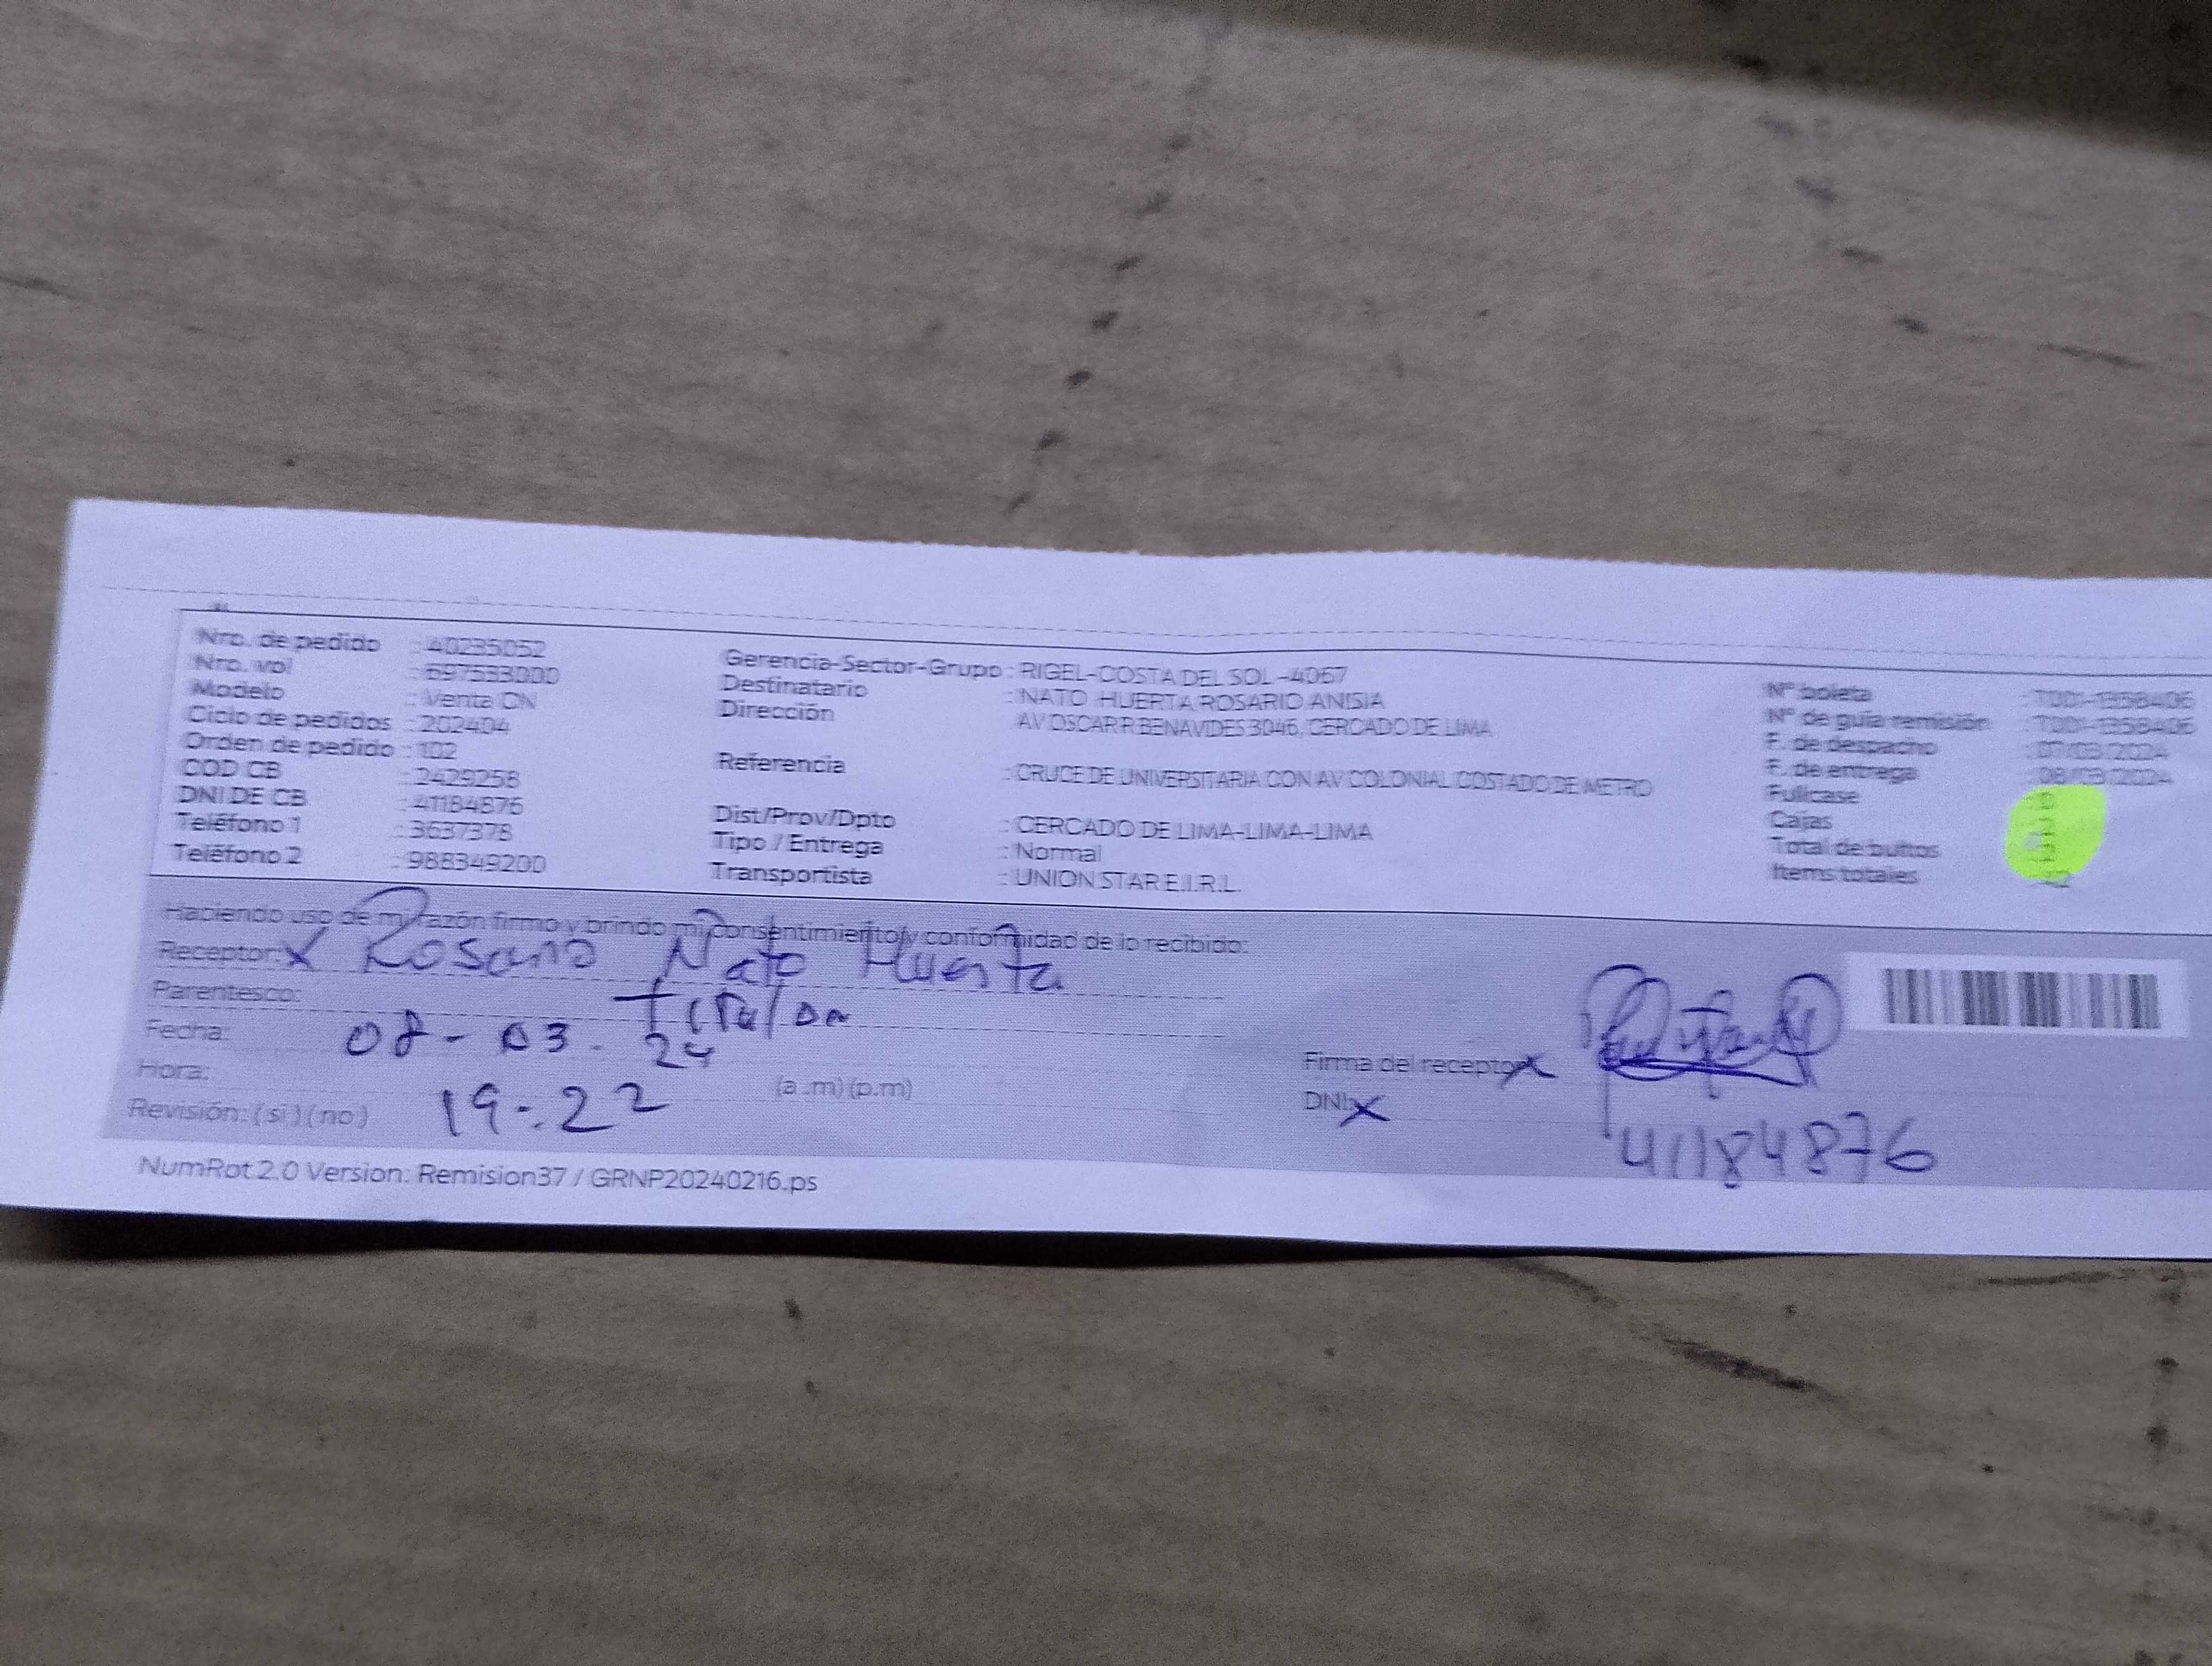 Nro. de pedido : 40235052
Nro. vol : 697533000
Modelo : Venta CN
Ciclo de pedidos : 202404
Orden de pedido : 102
COD CB : 2429258
DNI DE CB : 41184876
Teléfono 1 : 3637378
Teléfono 2 : 988349200
Gerencia-Sector-Grupo : RIGEL-COSTA DEL SOL-4067
Destinatario : NATO HUERTA ROSARIO ANISIA
Dirección AV OSCAR R BENAVIDES 3046, CERCADO DE LIMA
Referencia : CRUCE DE UNIVERSITARIA CON AV COLONIAL COSTADO DE METRO
Dist/Prov/Dpto : CERCADO DE LIMA-LIMA-LIMA
Tipo / Entrega : Normal
Transportista : UNION STAR E.I.R.L.
N° boleta : T001-1358406
N° de guía remisión : T001-1358406
F. de despacho : 07/03/2024
F. de entrega : 08/03/2024
Fullcase : 0
Cajas
Total de bultos
Items totales
Haciendo uso de mi razón firmo y brindo mi consentimiento y conformidad de lo recibido:
Receptor: X Rosario Nato Huerta
Parentesco: Titular
Fecha: 08-03-24
Hora: 19:22 (a.m) (p.m)
Revisión: (si) (no)
Firma del receptor X
DNI: X 41184876
NumRot 2.0 Version: Remision37 / GRNP20240216.ps